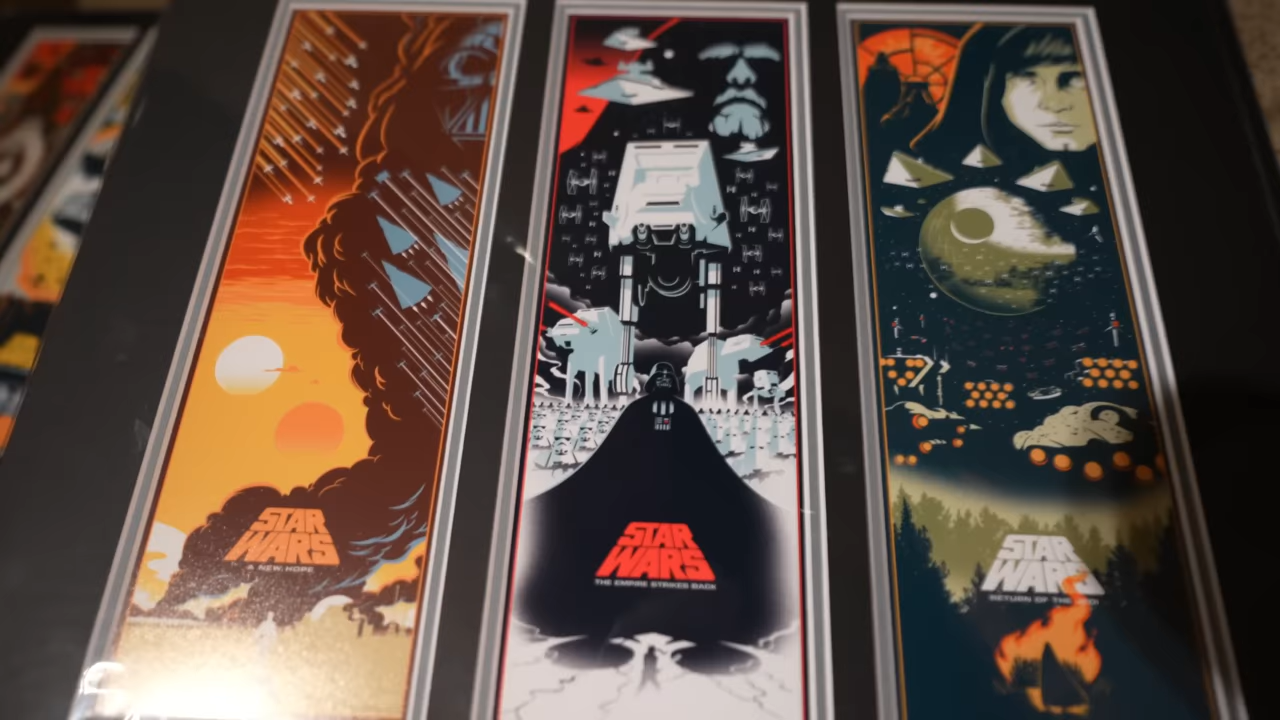 STAR
WARS
A NEW HOPE
STAR
WARS
THE EMPIRE STRIKES BACK
STAR
WARS
RETURN OF THE JEDI